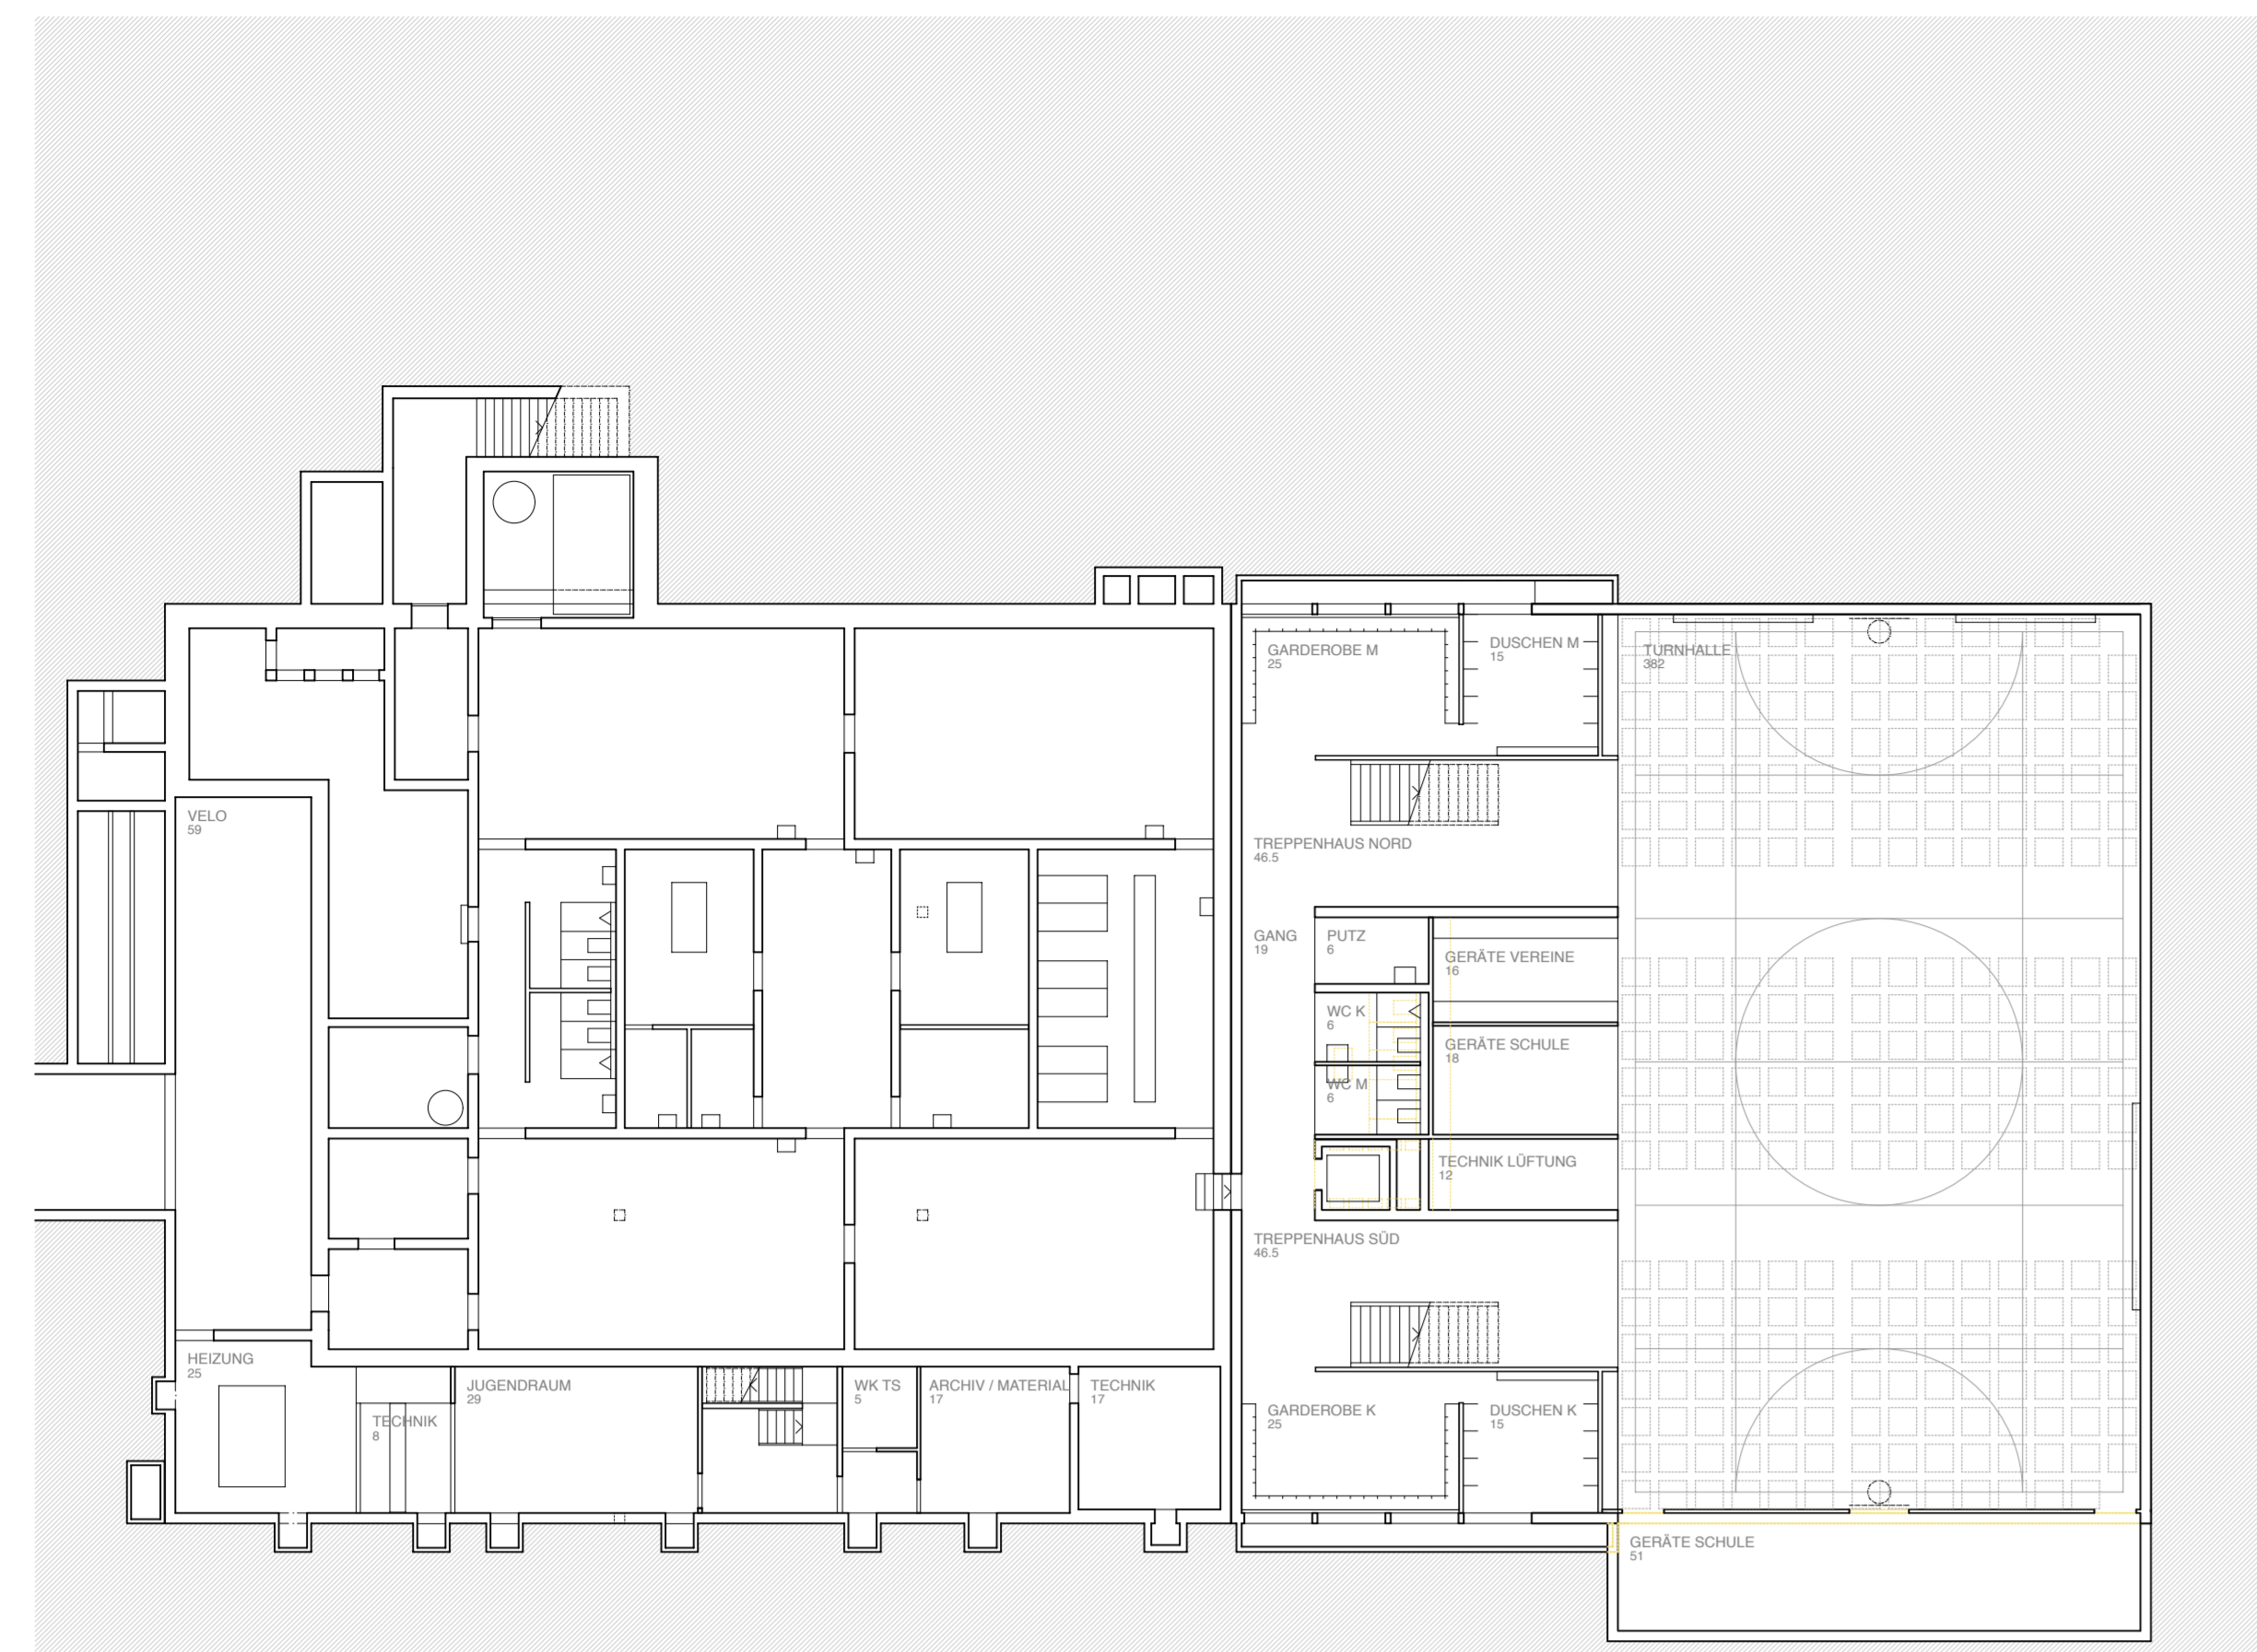 GARDEROBE M
25
DUSCHEN M
15
TURNHALLE
382
VELO
59
TREPPENHAUS NORD
46.5
GANG
19
PUTZ
6
GERÄTE VEREINE
16
WC K
6
GERÄTE SCHULE
18
WC M
6
TECHNIK LÜFTUNG
12
TREPPENHAUS SÜD
46.5
HEIZUNG
25
TECHNIK
8
JUGENDRAUM
29
WK TS
5
ARCHIV / MATERIAL
17
TECHNIK
17
GARDEROBE K
25
DUSCHEN K
15
GERÄTE SCHULE
51